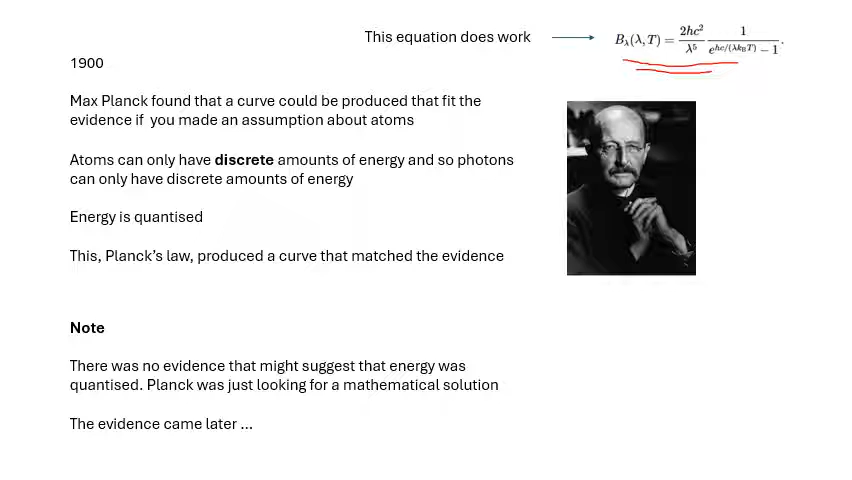 This equation does work
B_λ(λ, T) = 2hc²/λ⁵ 1/(e^{hc/(λk_BT)} − 1).
1900
Max Planck found that a curve could be produced that fit the
evidence if you made an assumption about atoms
Atoms can only have discrete amounts of energy and so photons
can only have discrete amounts of energy
Energy is quantised
This, Planck’s law, produced a curve that matched the evidence
Note
There was no evidence that might suggest that energy was
quantised. Planck was just looking for a mathematical solution
The evidence came later ...